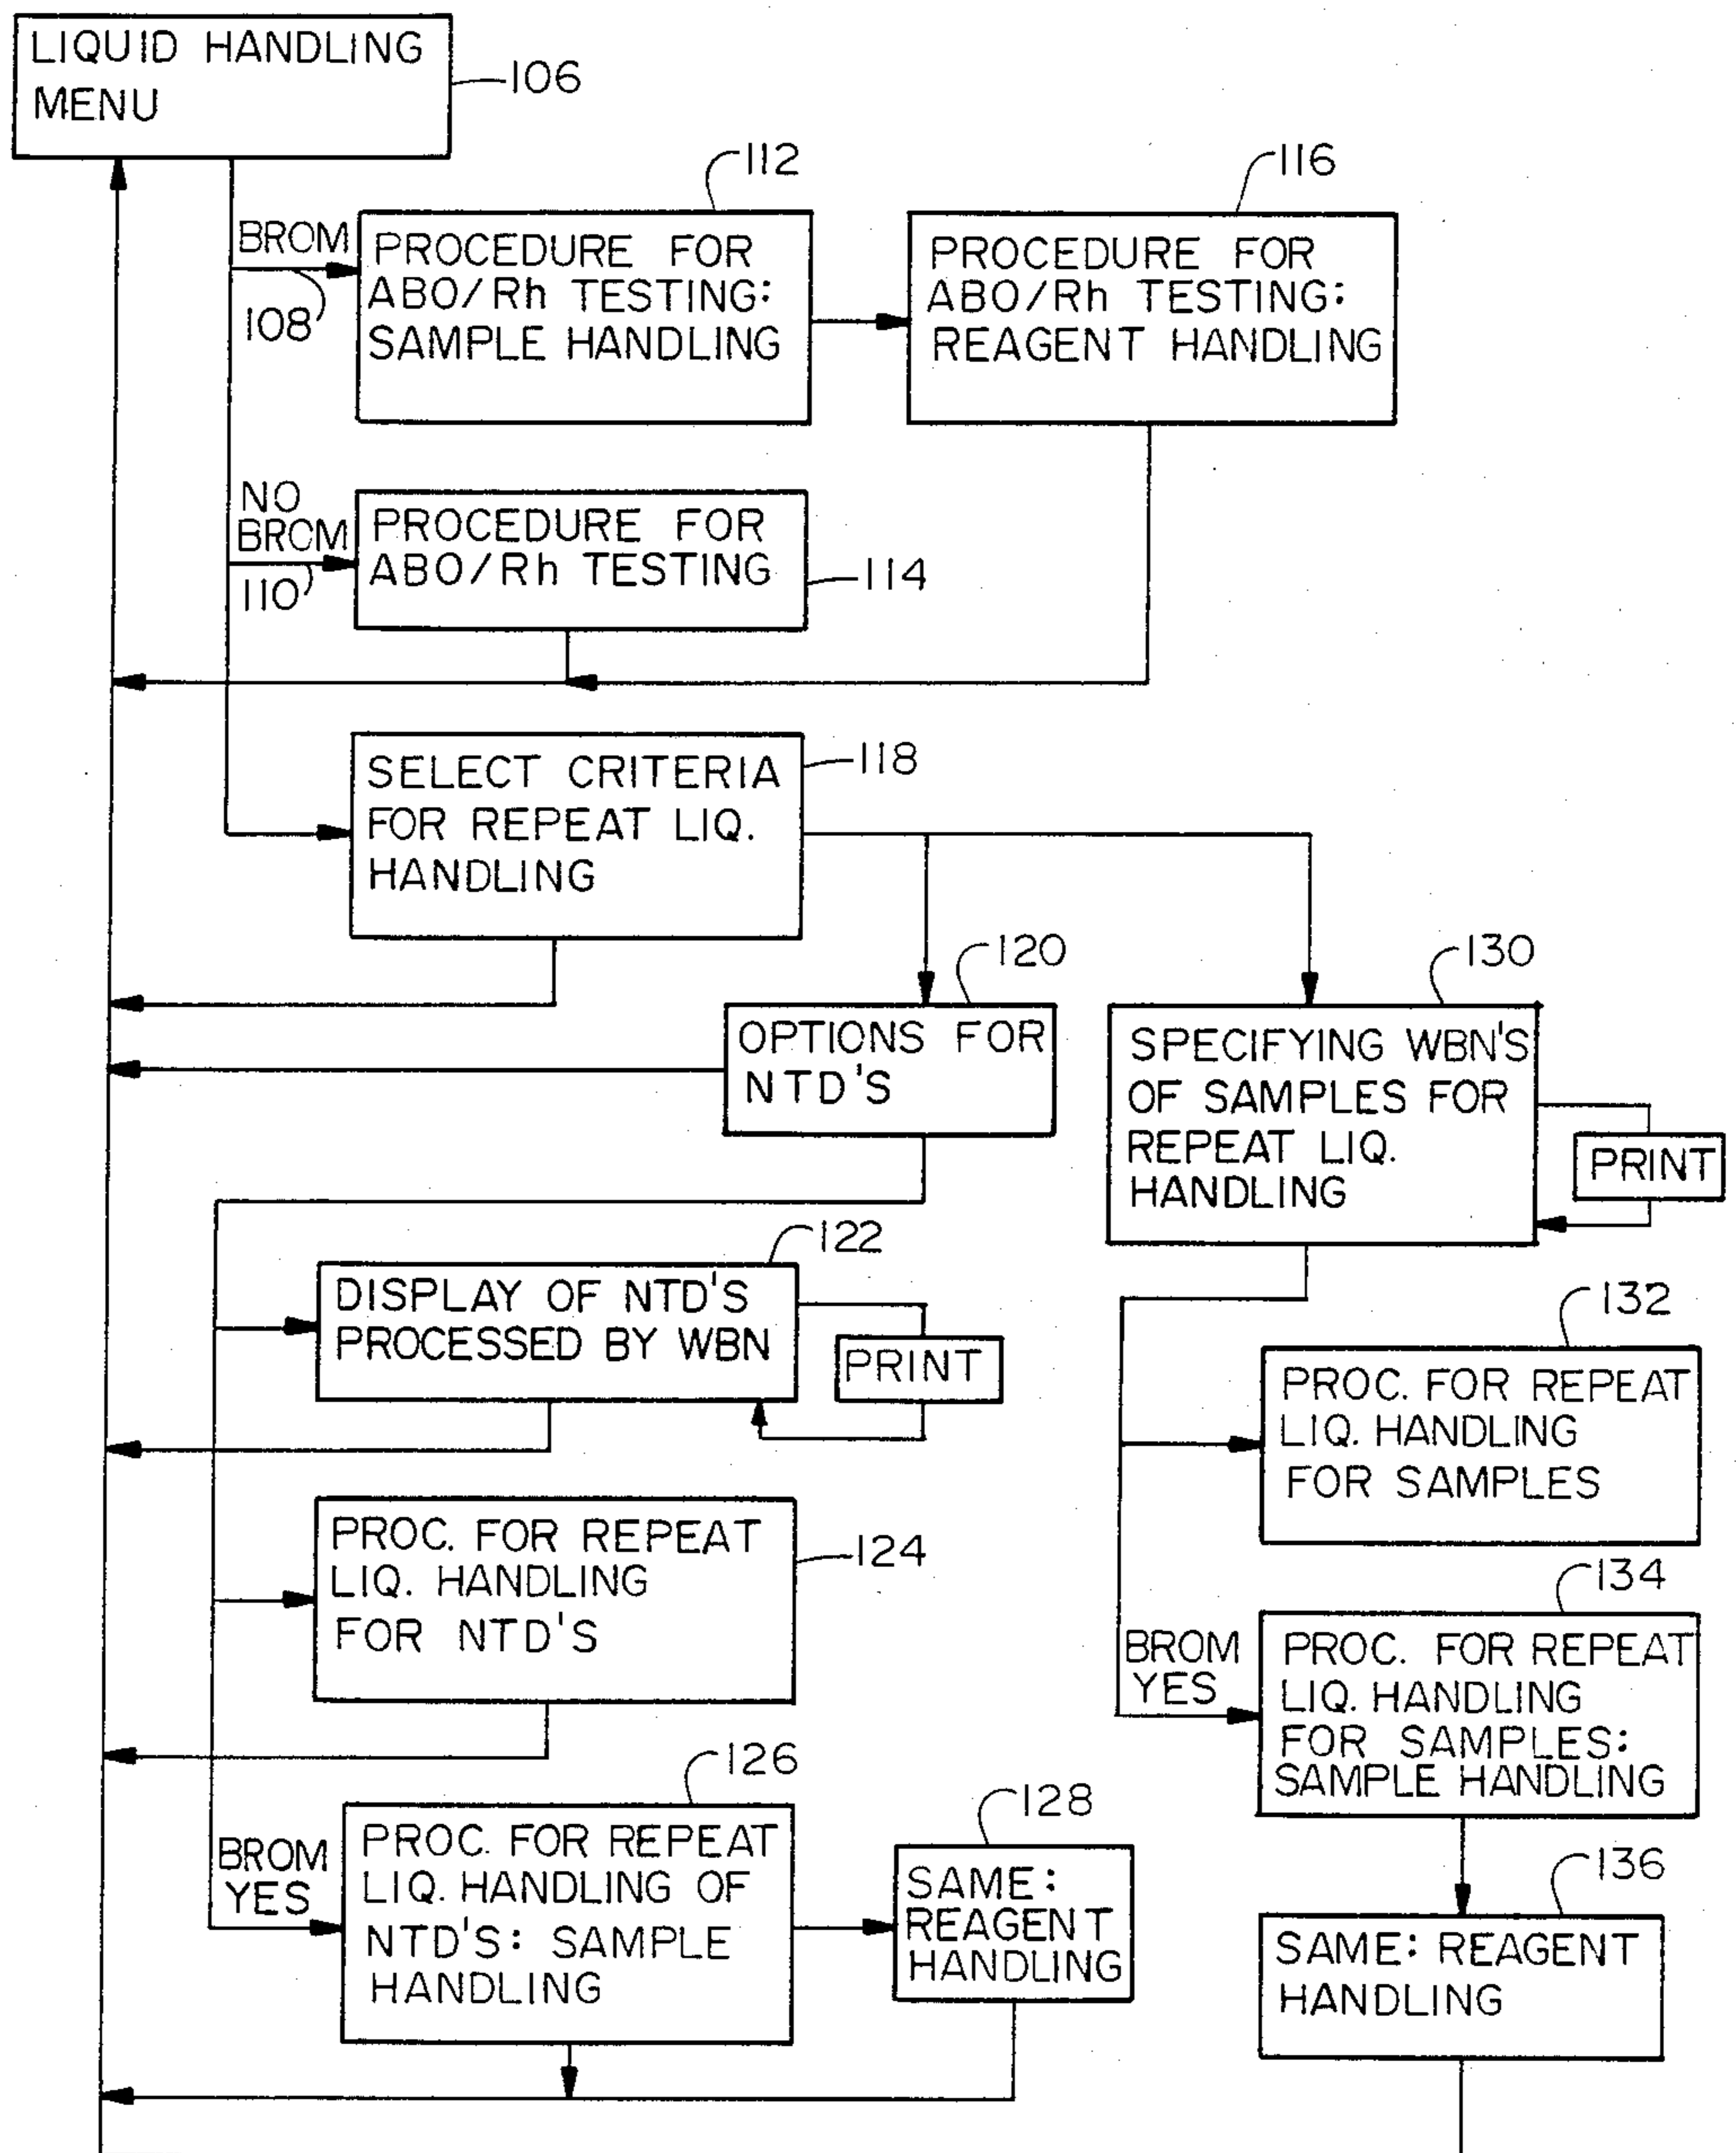 LIQUID HANDLING
MENU
106
112
116
BROM
108
PROCEDURE FOR
ABO/Rh TESTING:
SAMPLE HANDLING
PROCEDURE FOR
ABO/Rh TESTING:
REAGENT HANDLING
NO
BROM
110
PROCEDURE FOR
ABO/Rh TESTING
114
SELECT CRITERIA
FOR REPEAT LIQ.
HANDLING
118
120
OPTIONS FOR
NTD'S
130
SPECIFYING WBN'S
OF SAMPLES FOR
REPEAT LIQ.
HANDLING
PRINT
122
DISPLAY OF NTD'S
PROCESSED BY WBN
PRINT
132
PROC. FOR REPEAT
LIQ. HANDLING
FOR SAMPLES
PROC. FOR REPEAT
LIQ. HANDLING
FOR NTD'S
124
134
BROM
YES
PROC. FOR REPEAT
LIQ. HANDLING
FOR SAMPLES:
SAMPLE HANDLING
126
BROM
YES
PROC. FOR REPEAT
LIQ. HANDLING OF
NTD'S: SAMPLE
HANDLING
128
SAME:
REAGENT
HANDLING
136
SAME: REAGENT
HANDLING